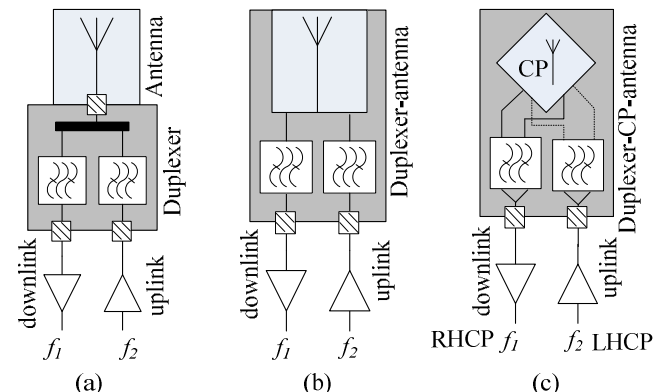 Antenna
Duplexer
downlink
uplink
f1
f2
(a)
Duplexer-antenna
downlink
uplink
f1
f2
(b)
CP
Duplexer-CP-antenna
downlink
uplink
RHCP f1
f2 LHCP
(c)